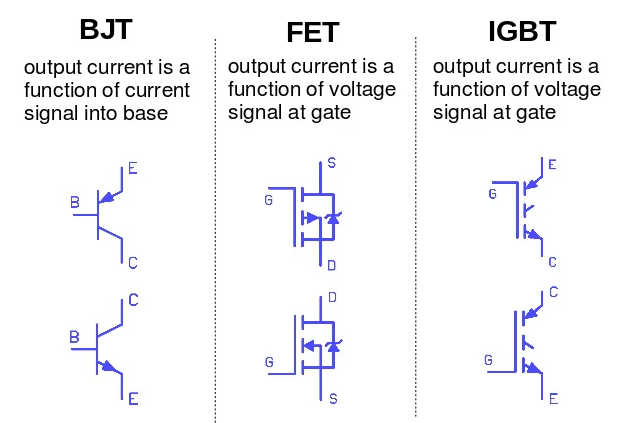 BJT
output current is a
function of current
signal into base
E
B
C
C
B
E
FET
output current is a
function of voltage
signal at gate
S
G
D
D
G
S
IGBT
output current is a
function of voltage
signal at gate
E
G
C
C
G
E